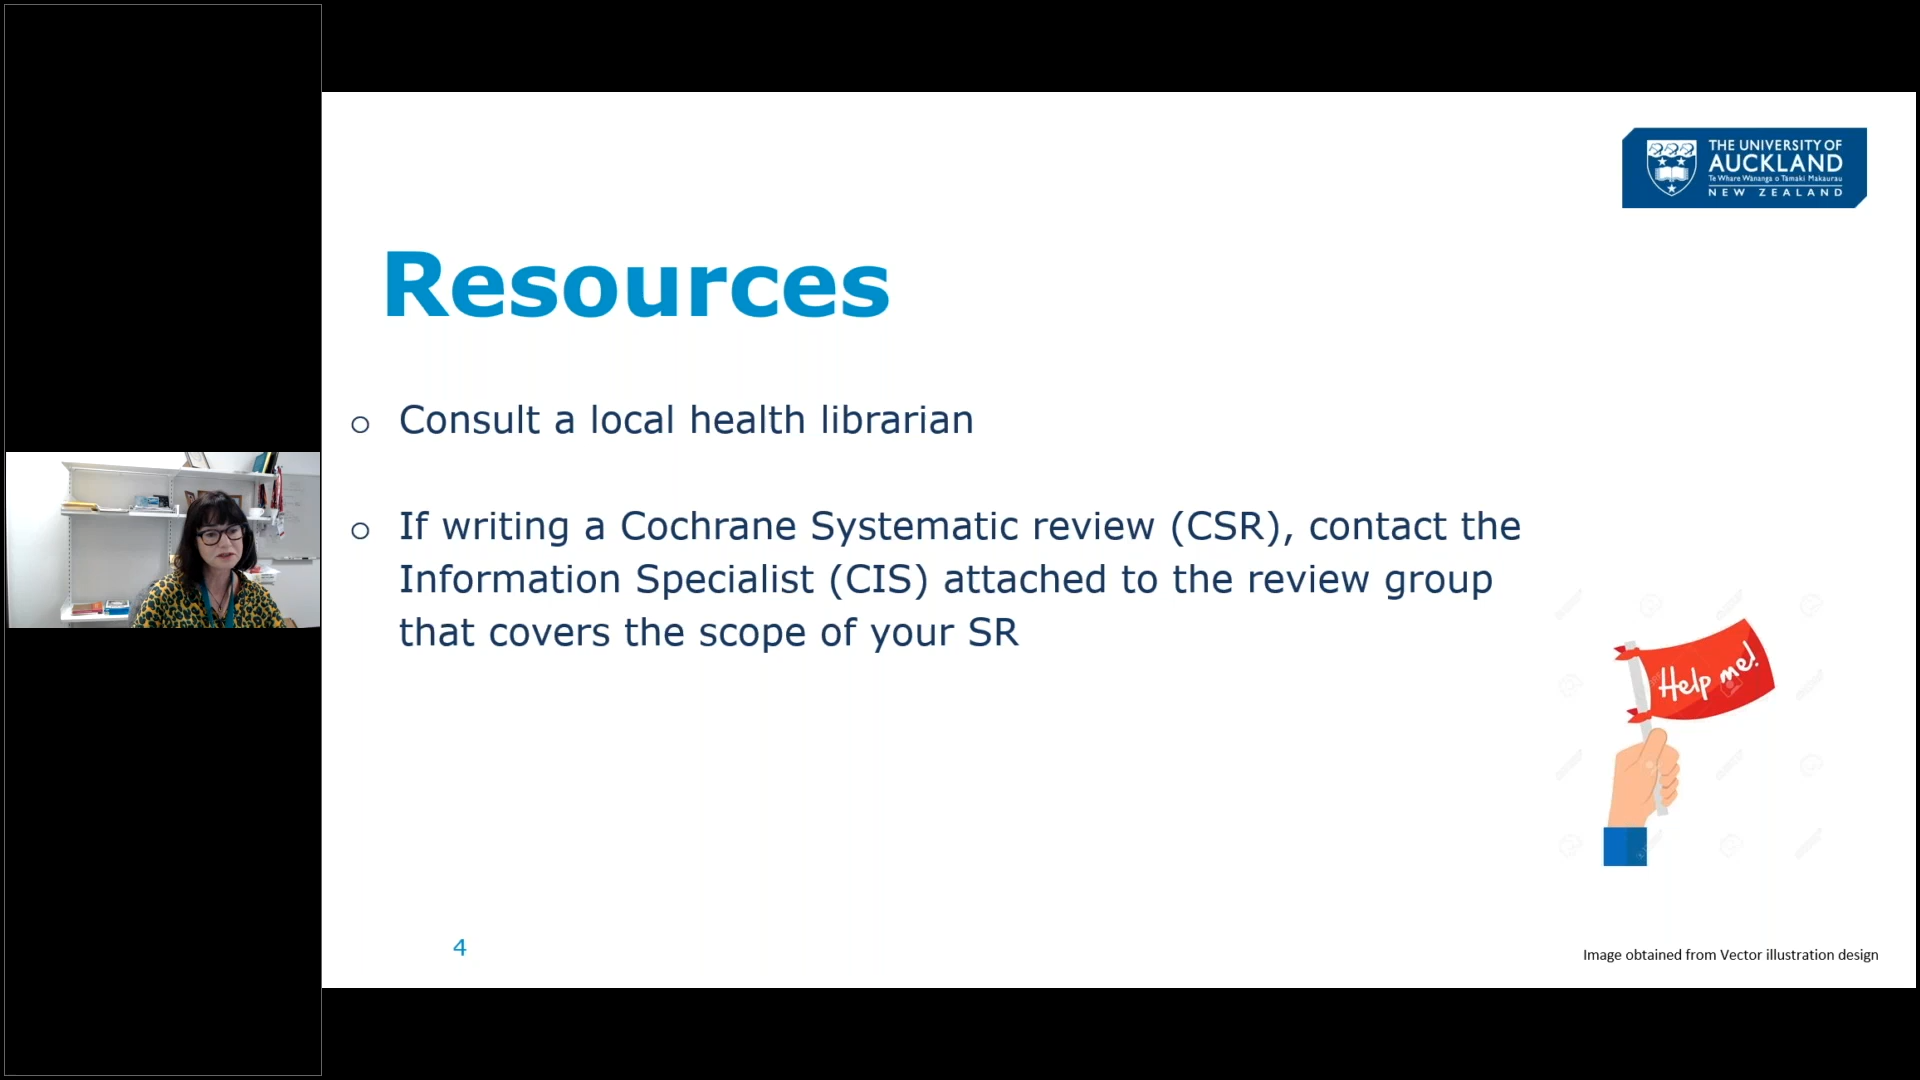 THE UNIVERSITY OF
AUCKLAND
Te Whare Wānanga o Tāmaki Makaurau
NEW ZEALAND
Resources
o Consult a local health librarian
o If writing a Cochrane Systematic review (CSR), contact the
Information Specialist (CIS) attached to the review group
that covers the scope of your SR
Help me!
4
Image obtained from Vector illustration design